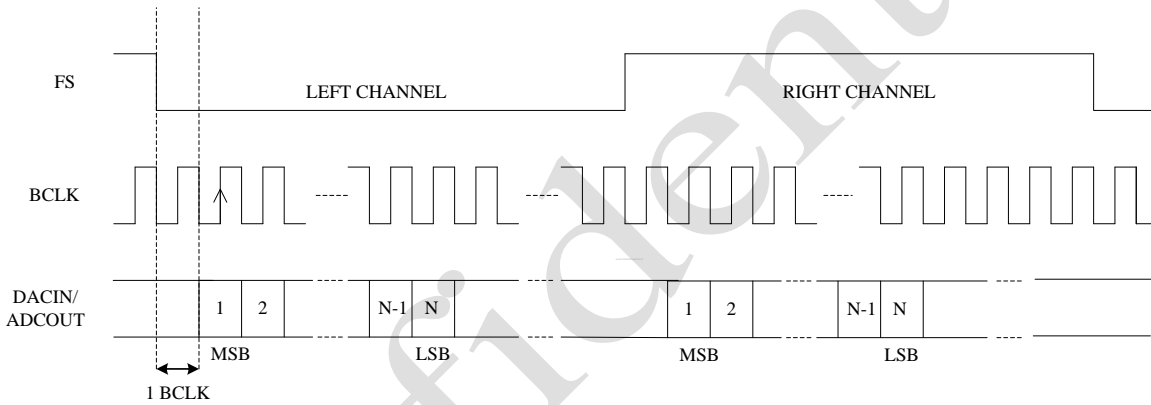 FS
LEFT CHANNEL
RIGHT CHANNEL
BCLK
DACIN/
ADCOUT
1
2
N-1
N
1
2
N-1
N
MSB
LSB
MSB
LSB
1 BCLK